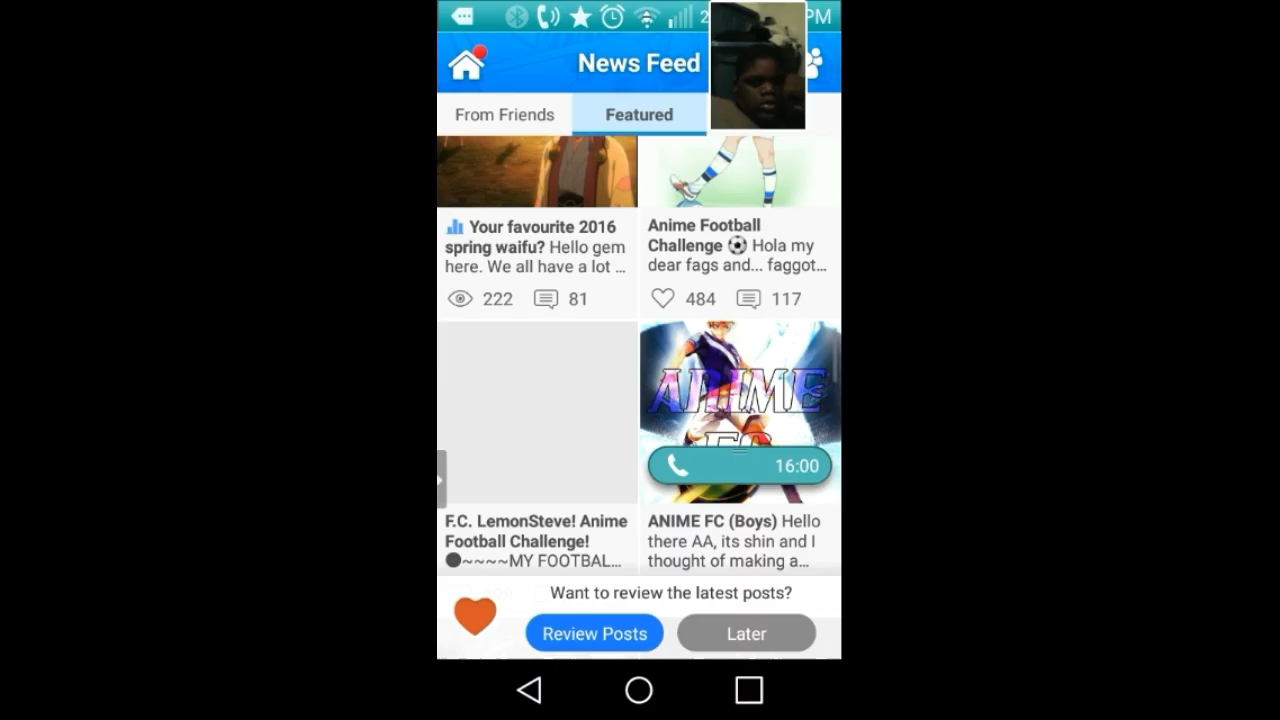 2
PM
News Feed
From Friends
Featured
Your favourite 2016
spring waifu? Hello gem
here. We all have a lot ...
222
81
Anime Football
Challenge ⚽ Hola my
dear fags and... faggot...
484
117
ANIME
FC
16:00
F.C. LemonSteve! Anime
Football Challenge!
●~~~~MY FOOTBAL...
ANIME FC (Boys) Hello
there AA, its shin and I
thought of making a...
Want to review the latest posts?
Review Posts
Later